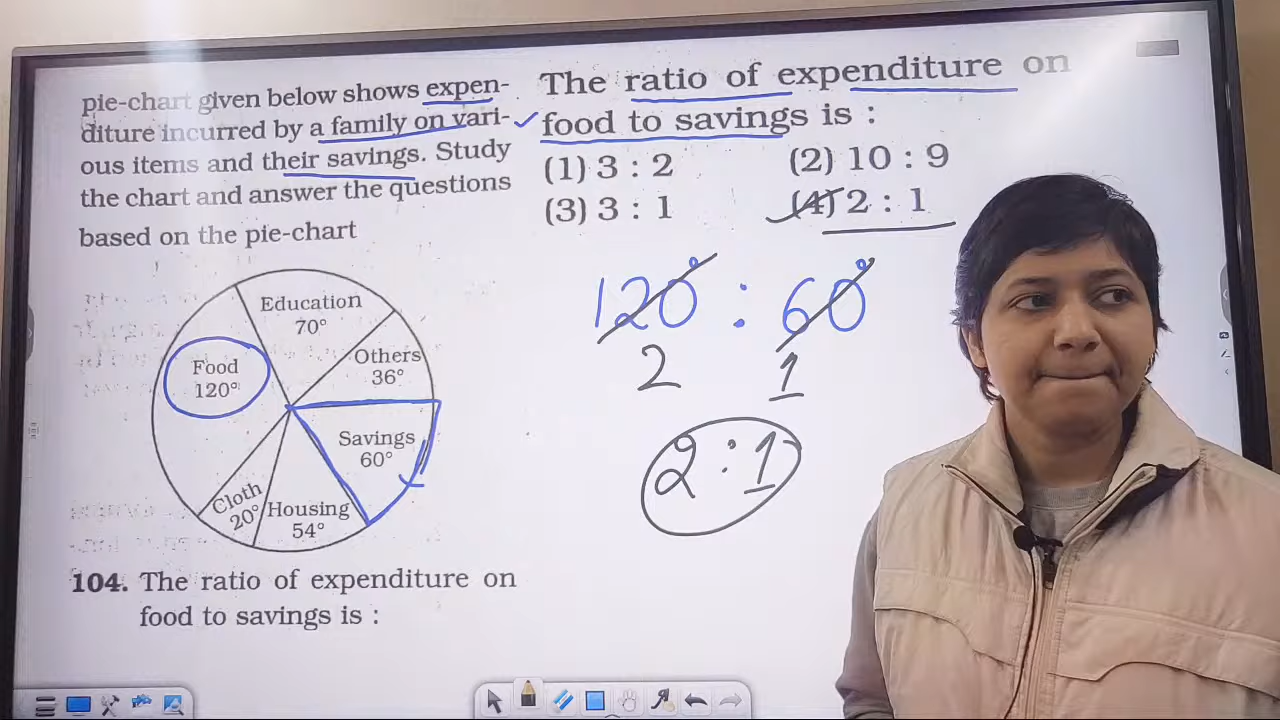 pie-chart given below shows expen-
diture incurred by a family on vari-
ous items and their savings. Study
the chart and answer the questions
based on the pie-chart
Education
70°
Others
36°
Food
120°
Savings
60°
Cloth
20°
Housing
54°
104. The ratio of expenditure on
food to savings is :
The ratio of expenditure on
food to savings is :
(1) 3 : 2 (2) 10 : 9
(3) 3 : 1 (4) 2 : 1
120° : 60°
2 1
2 : 1